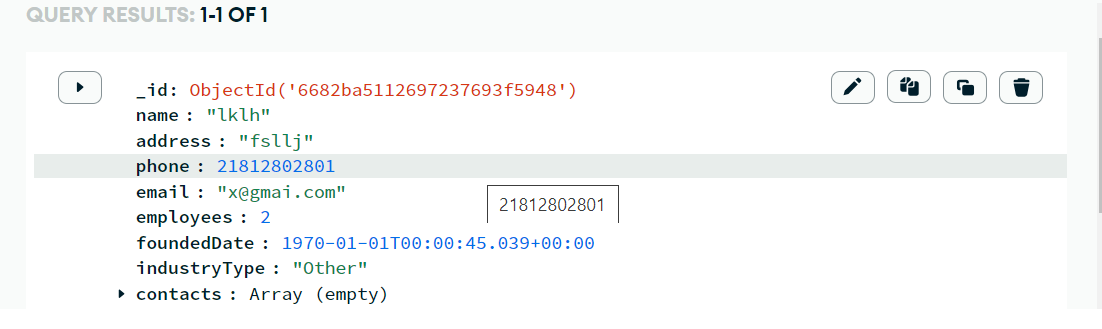 QUERY RESULTS: 1-1 OF 1
_id: ObjectId('6682ba5112697237693f5948')
name : "lklh"
address : "fsllj"
phone : 21812802801
email : "x@gmai.com"
21812802801
employees : 2
foundedDate : 1970-01-01T00:00:45.039+00:00
industryType : "Other"
contacts : Array (empty)